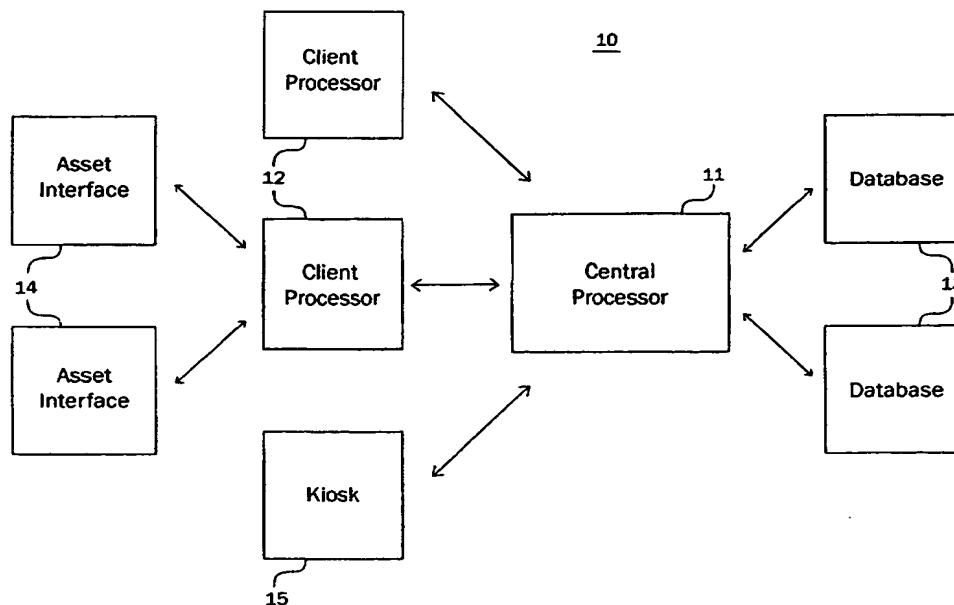 10
Client
Processor
Asset
Interface
12
11
Database
Client
Processor
Central
Processor
14
Asset
Interface
Database
Kiosk
15